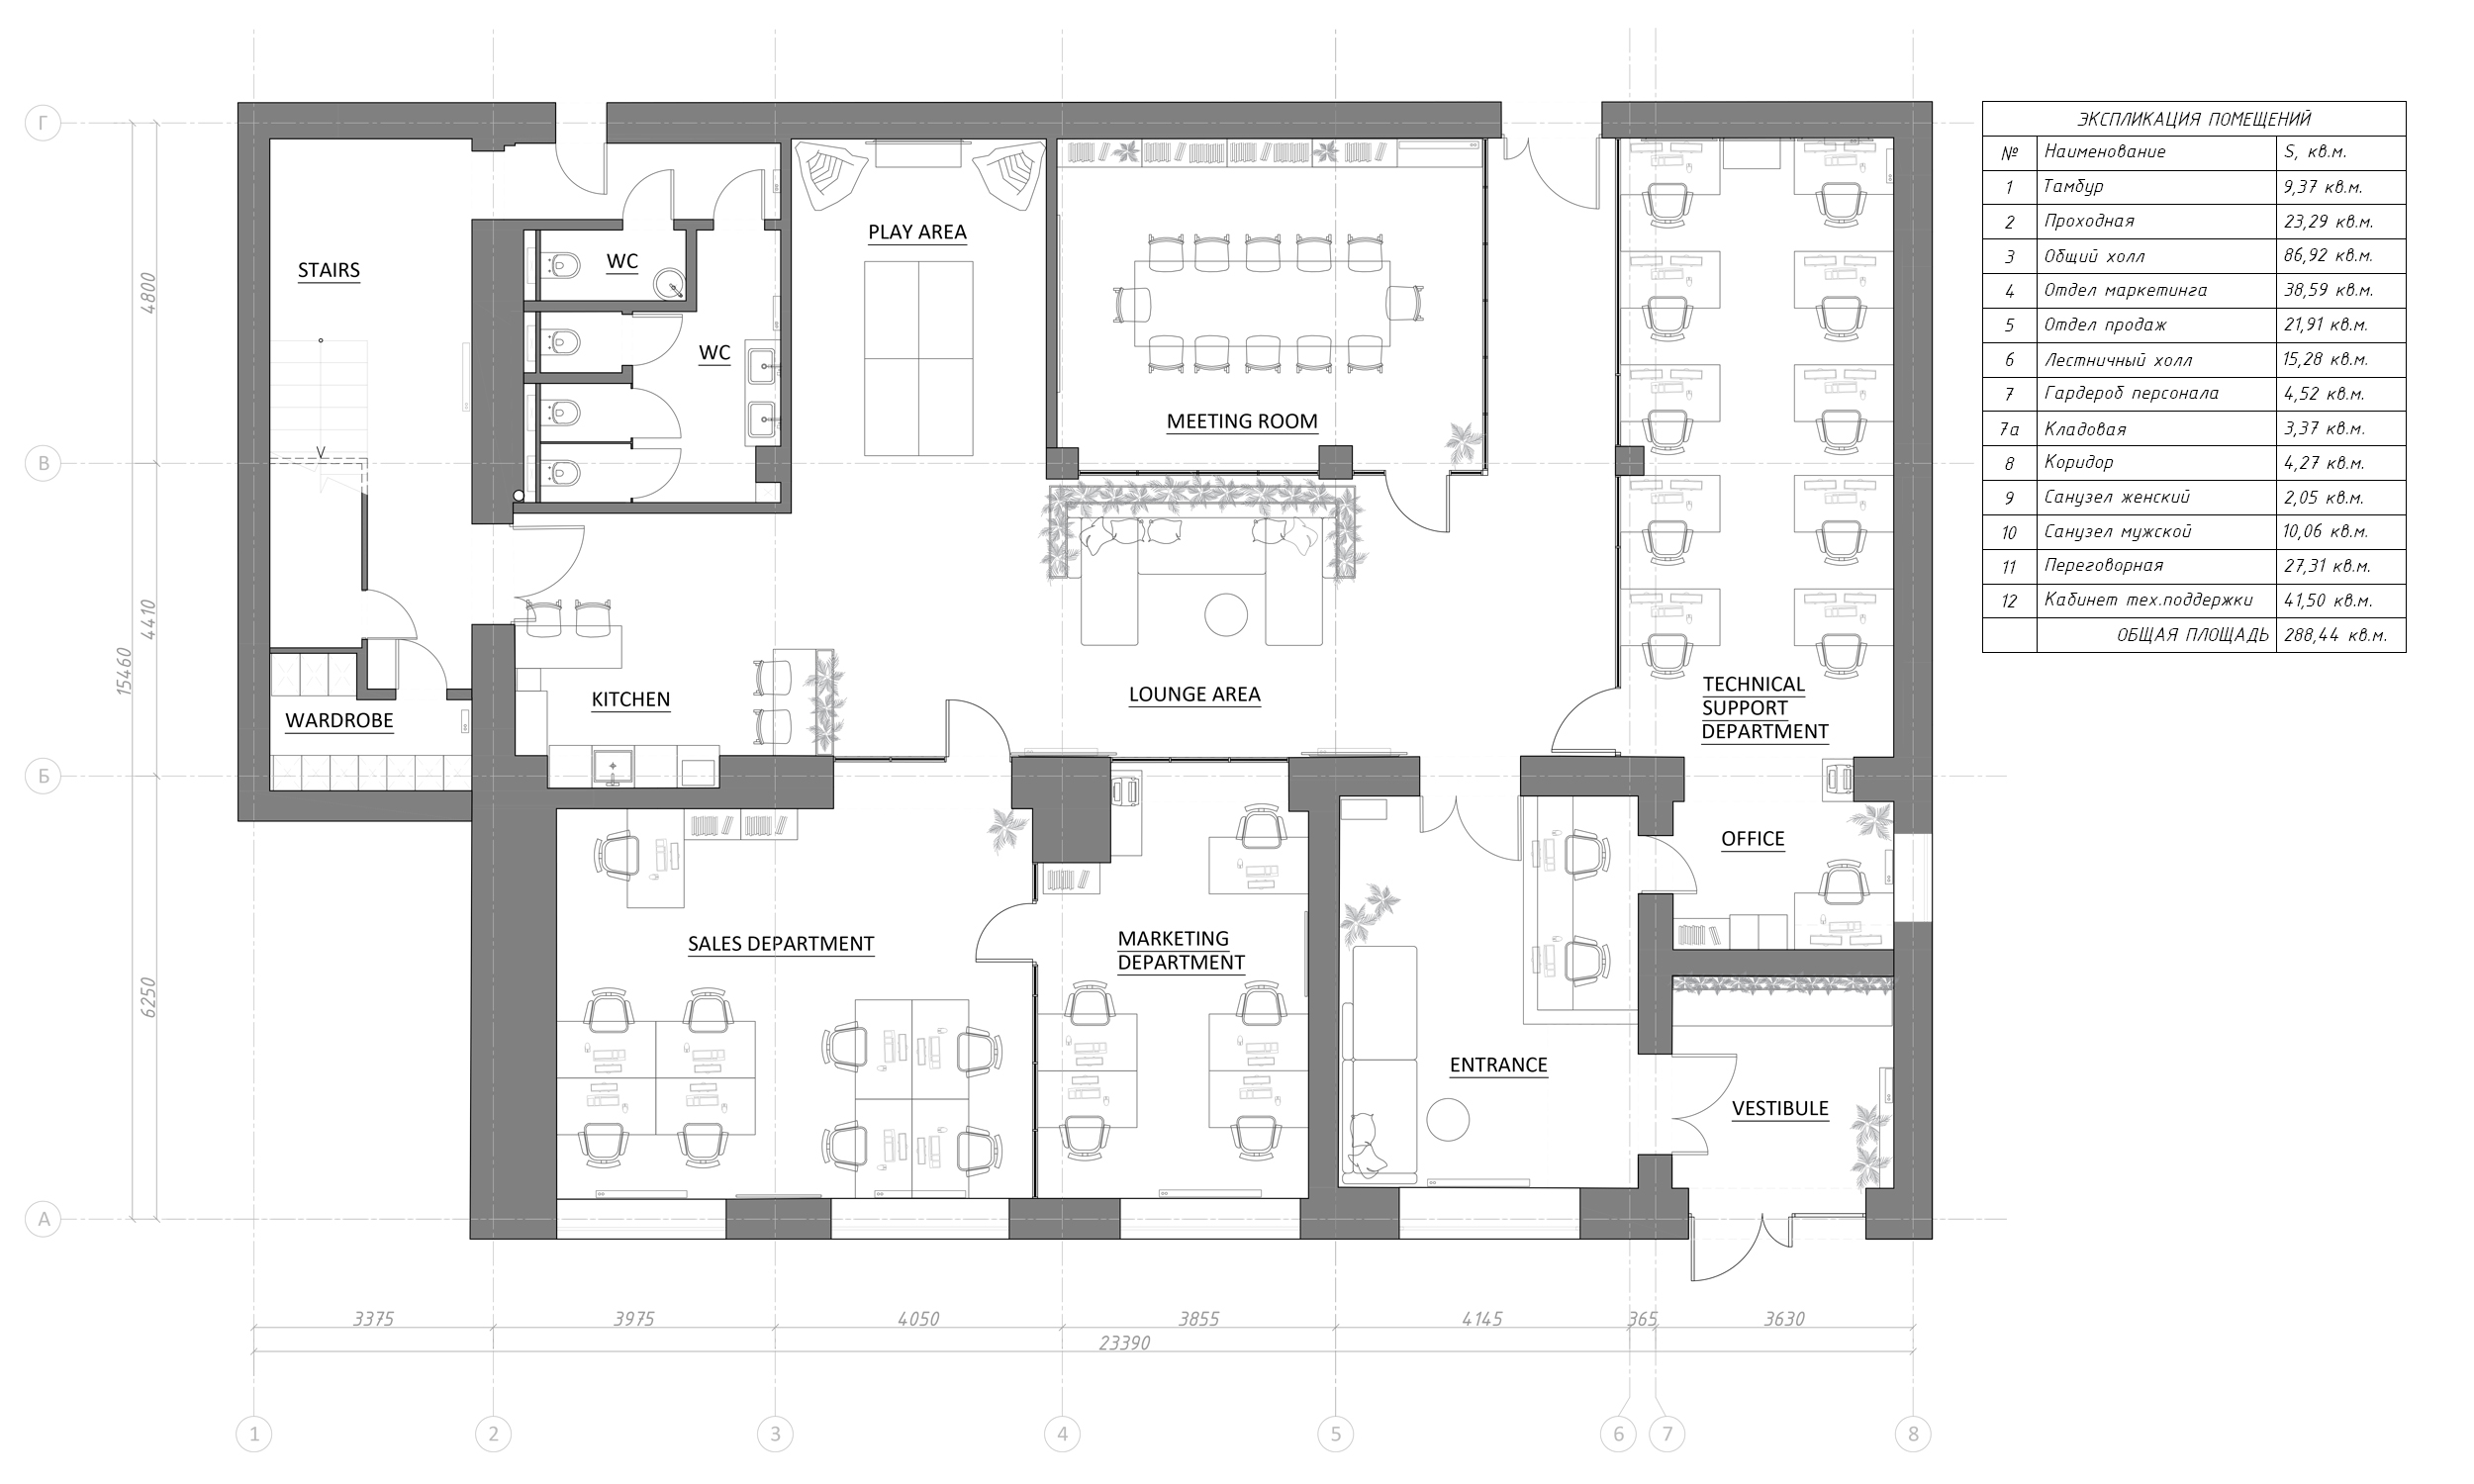 Г
В
Б
А
4800
4410
15460
6250
STAIRS
WC
WC
PLAY AREA
MEETING ROOM
KITCHEN
WARDROBE
LOUNGE AREA
TECHNICAL
SUPPORT
DEPARTMENT
OFFICE
SALES DEPARTMENT
MARKETING
DEPARTMENT
ENTRANCE
VESTIBULE
3375 3975 4050 3855 4145 365 3630
23390
1 2 3 4 5 6 7 8
ЭКСПЛИКАЦИЯ ПОМЕЩЕНИЙ
№ Наименование S, кв.м.
1 Тамбур 9,37 кв.м.
2 Проходная 23,29 кв.м.
3 Общий холл 86,92 кв.м.
4 Отдел маркетинга 38,59 кв.м.
5 Отдел продаж 21,91 кв.м.
6 Лестничный холл 15,28 кв.м.
7 Гардероб персонала 4,52 кв.м.
7а Кладовая 3,37 кв.м.
8 Коридор 4,27 кв.м.
9 Санузел женский 2,05 кв.м.
10 Санузел мужской 10,06 кв.м.
11 Переговорная 27,31 кв.м.
12 Кабинет тех.поддержки 41,50 кв.м.
ОБЩАЯ ПЛОЩАДЬ 288,44 кв.м.